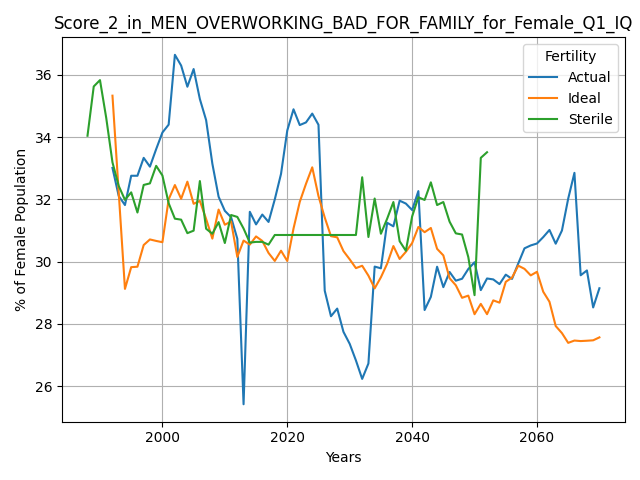 Score_2_in_MEN_OVERWORKING_BAD_FOR_FAMILY_for_Female_Q1_IQ
Fertility
Actual
Ideal
Sterile
% of Female Population
36
34
32
30
28
26
2000
2020
2040
2060
Years